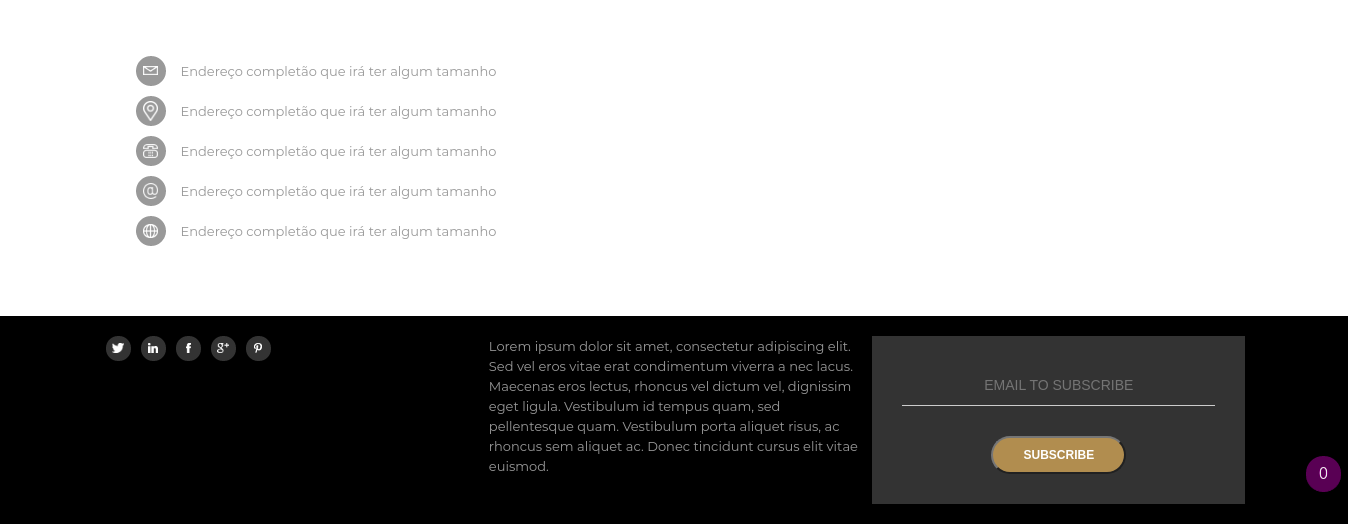 Endereço completão que irá ter algum tamanho
Endereço completão que irá ter algum tamanho
Endereço completão que irá ter algum tamanho
Endereço completão que irá ter algum tamanho
Endereço completão que irá ter algum tamanho
Lorem ipsum dolor sit amet, consectetur adipiscing elit.
Sed vel eros vitae erat condimentum viverra a nec lacus.
Maecenas eros lectus, rhoncus vel dictum vel, dignissim
eget ligula. Vestibulum id tempus quam, sed
pellentesque quam. Vestibulum porta aliquet risus, ac
rhoncus sem aliquet ac. Donec tincidunt cursus elit vitae
euismod.
EMAIL TO SUBSCRIBE
SUBSCRIBE
0